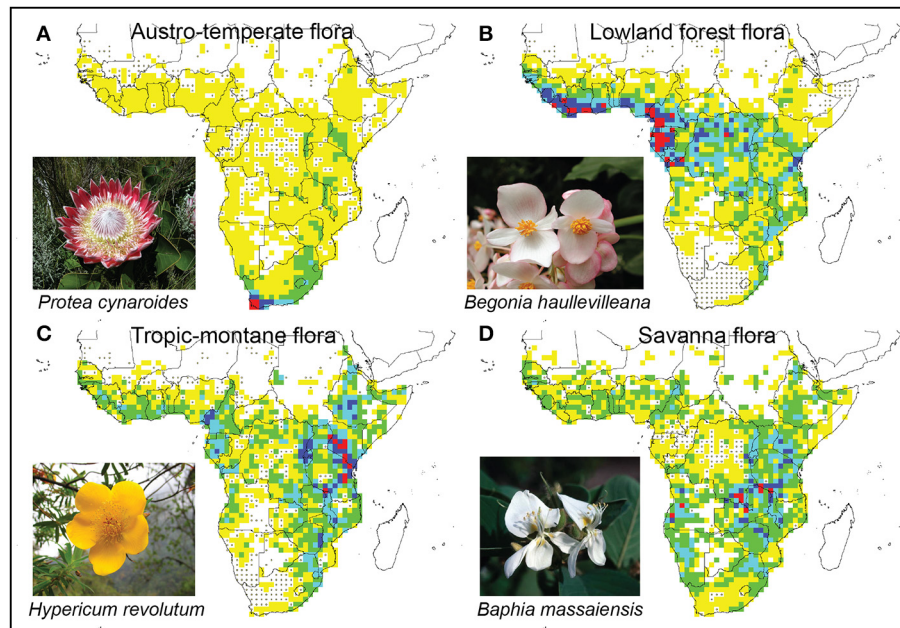 A Austro-temperate flora
B Lowland forest flora
Protea cynaroides
Begonia haullevilleana
C Tropic-montane flora
D Savanna flora
Hypericum revolutum
Baphia massaiensis